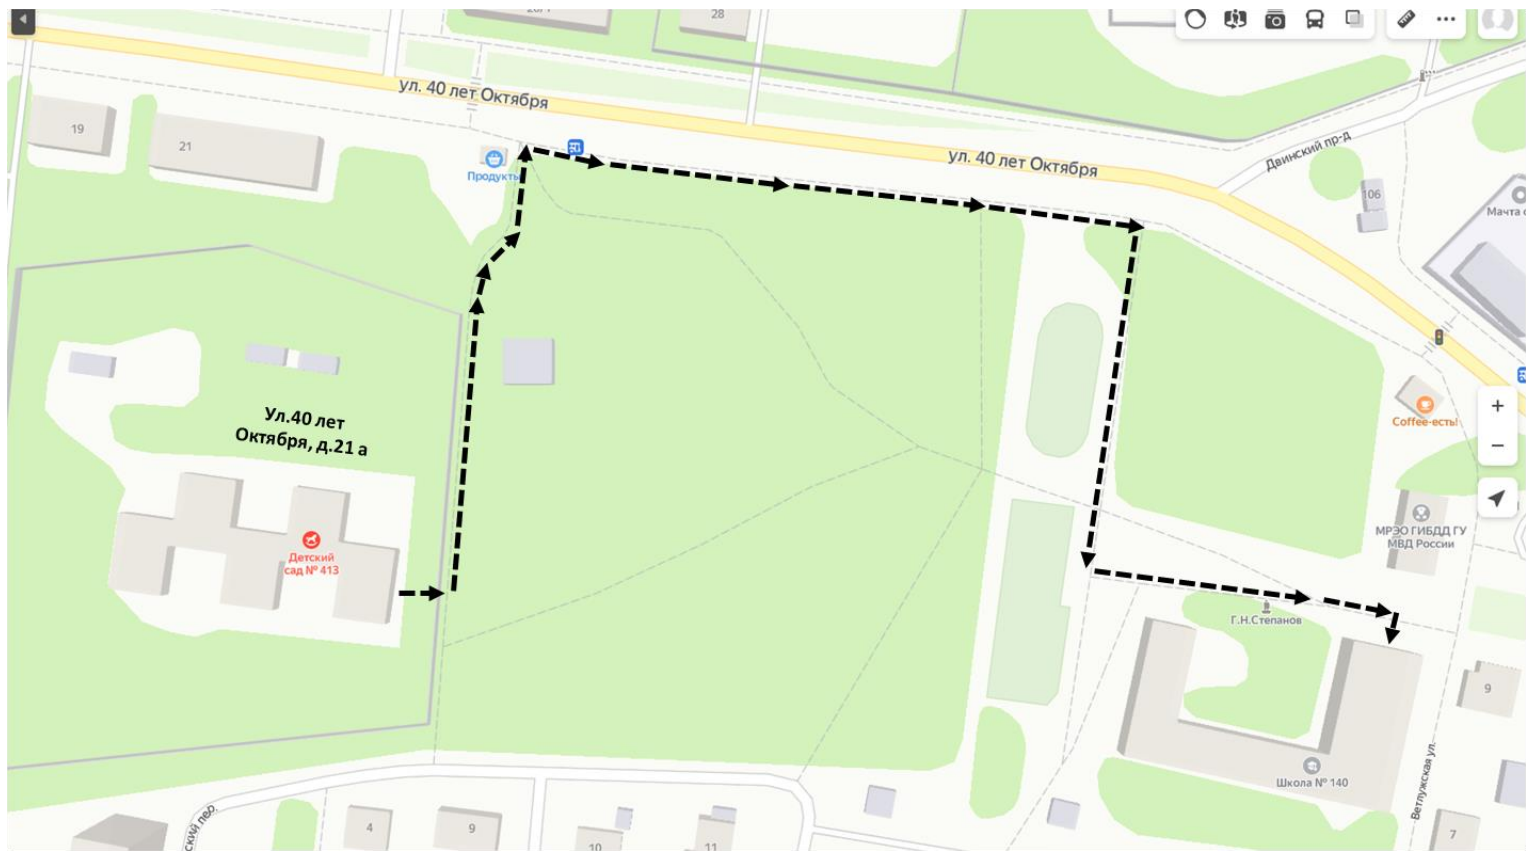 28
ул. 40 лет Октября
19
21
Продукты
ул. 40 лет Октября
Двинский пр-д
106
Мачта с
Ул.40 лет
Октября, д.21 а
Coffee-есть!
+
−
МРЭО ГИБДД ГУ
МВД России
Детский
сад № 413
Г.Н.Степанов
9
Школа № 140
Ветлужская ул.
ский пер.
4
9
10
11
7